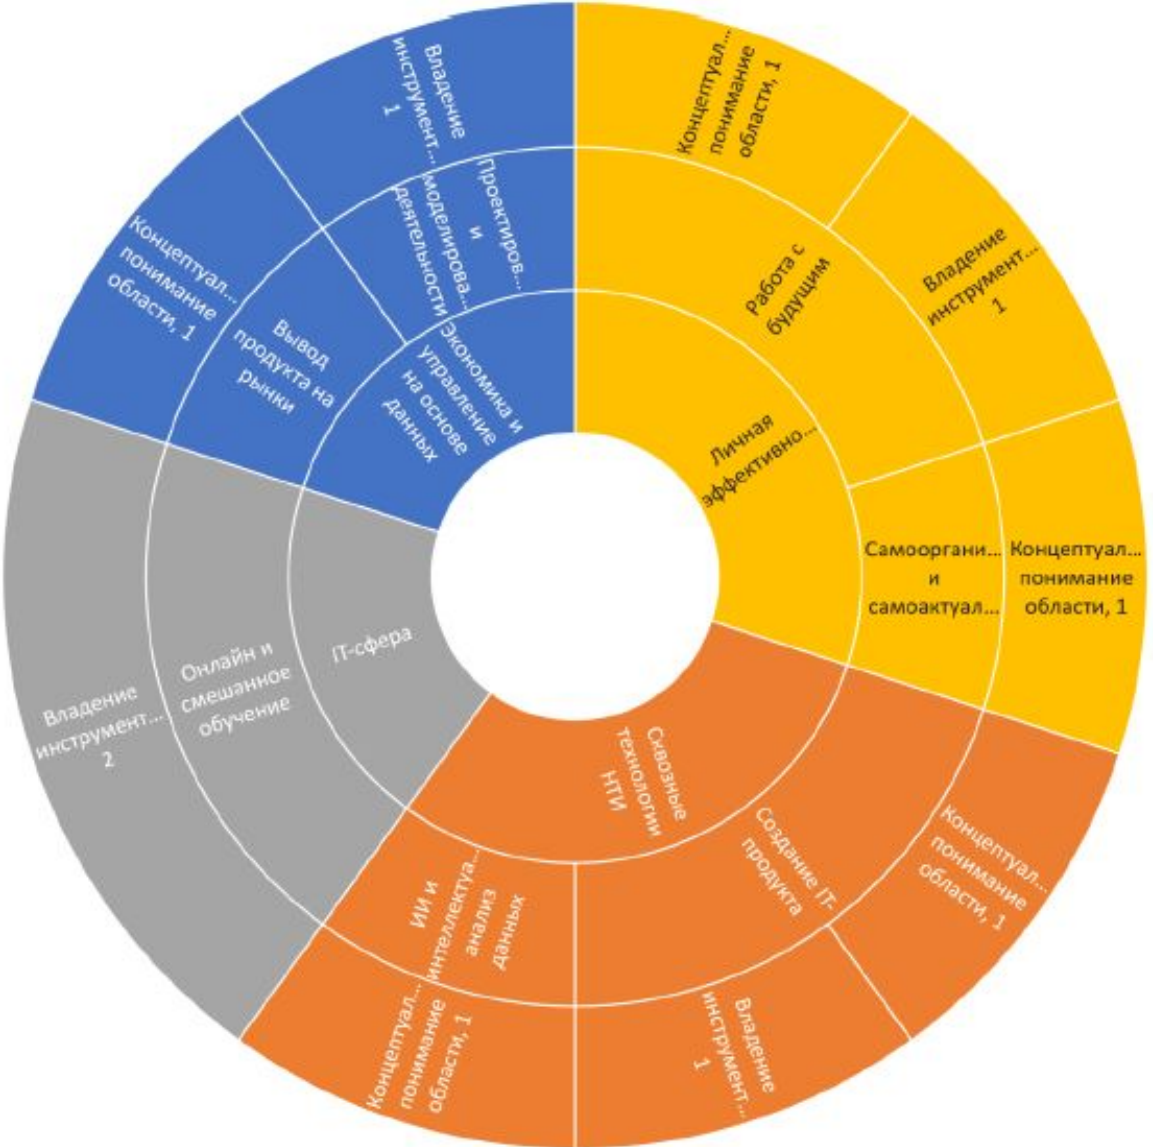 Концептуал...
понимание
области, 1
Владение
инструмент...
1
Работа с
будущим
Личная
эффективно...
Самооргани...
и
самоактуал...
Концептуал...
понимание
области, 1
Сквозные
технологии
НТИ
Создание IT-
продукта
Концептуал...
понимание
области, 1
Владение
инструмент...
1
ИИ и
интеллектуа...
анализ
данных
Концептуал...
понимание
области, 1
IT-сфера
Онлайн и
смешанное
обучение
Владение
инструмент...
2
Экономика и
управление
на основе
данных
Вывод
продукта на
рынки
Концептуал...
понимание
области, 1
Проектиров...
и
моделирова...
деятельности
Владение
инструмент...
1